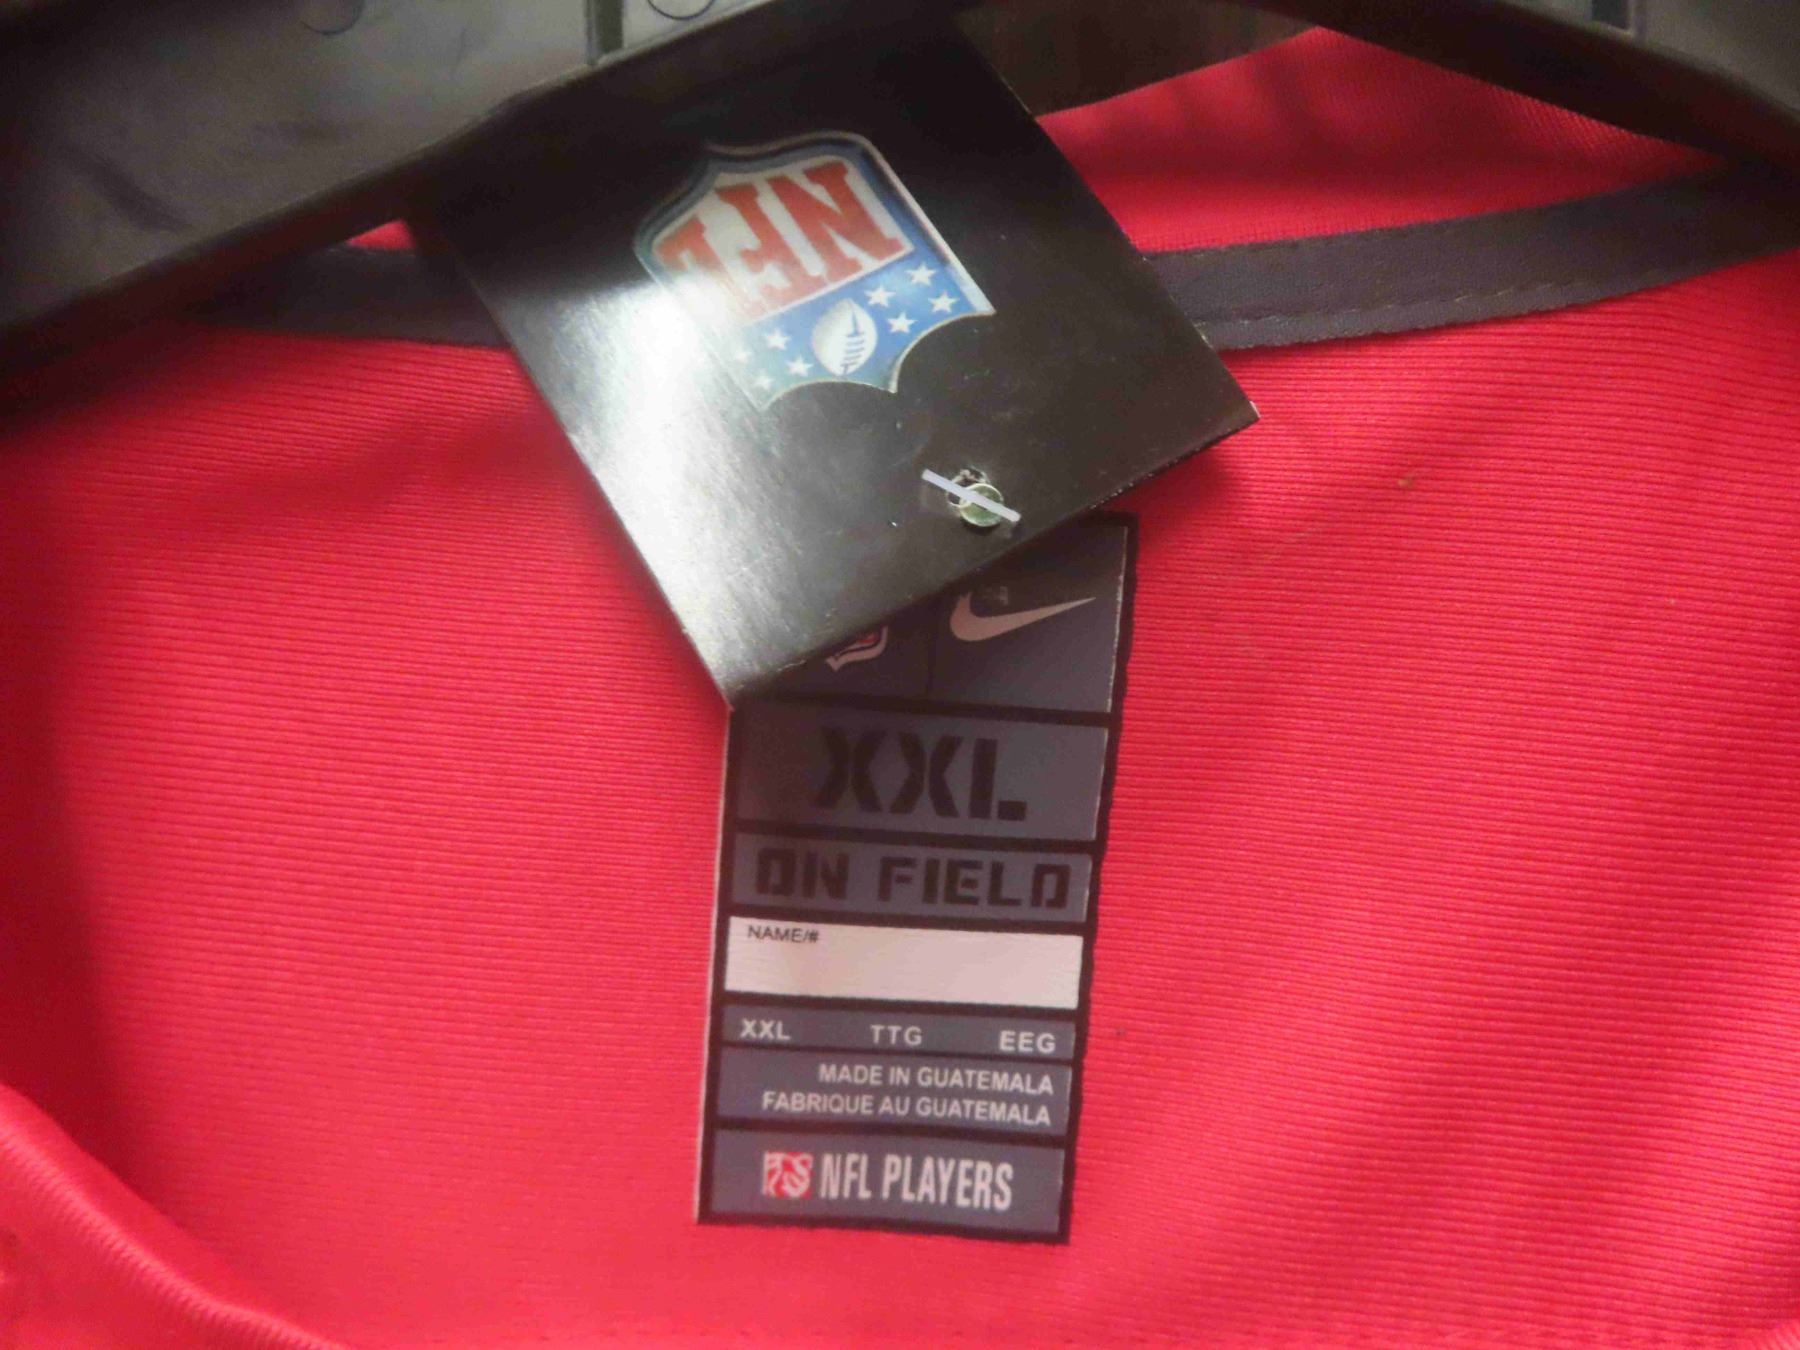 NFL
XXL
ON FIELD
NAME/#
XXL TTG EEG
MADE IN GUATEMALA
FABRIQUE AU GUATEMALA
NFL PLAYERS